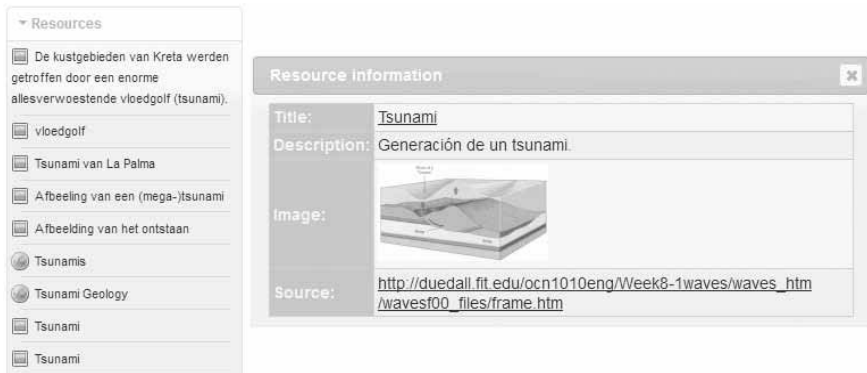 Resources
De kustgebieden van Kreta werden
getroffen door een enorme
allesverwoestende vloedgolf (tsunami).
vloedgolf
Tsunami van La Palma
Afbeeling van een (mega-)tsunami
Afbeelding van het ontstaan
Tsunamis
Tsunami Geology
Tsunami
Tsunami
Resource information
Title: Tsunami
Description: Generación de un tsunami.
Image:
Source: http://duedall.fit.edu/ocn1010eng/Week8-1waves/waves_htm
/wavesf00_files/frame.htm